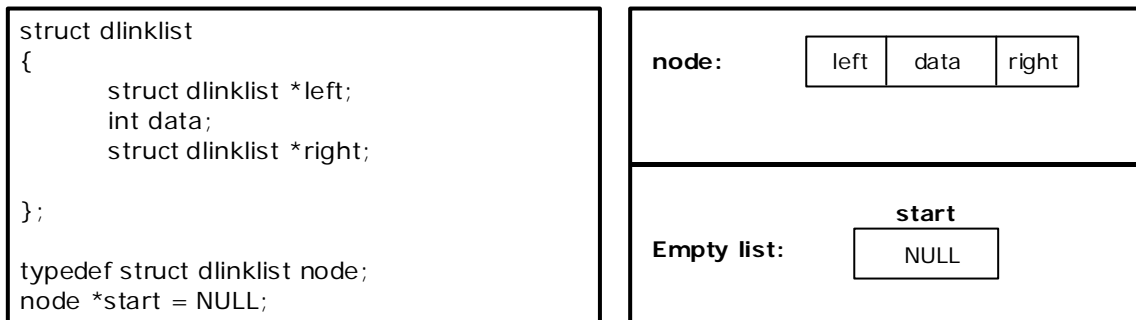 struct dlinklist
{
struct dlinklist *left;
int data;
struct dlinklist *right;
};
typedef struct dlinklist node;
node *start = NULL;
node: left data right
start
Empty list: NULL